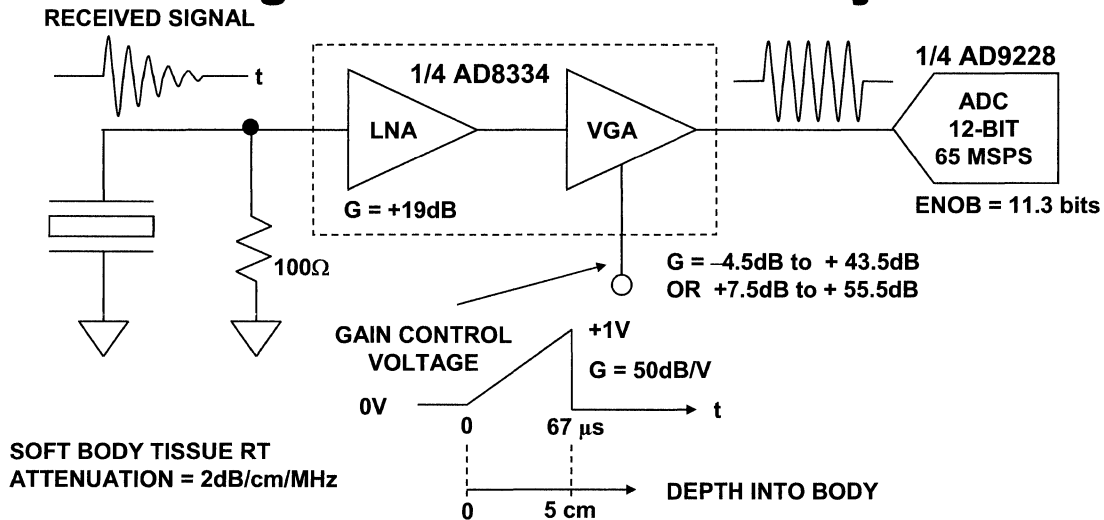 RECEIVED SIGNAL
t
1/4 AD8334
LNA
VGA
G = +19dB
1/4 AD9228
ADC
12-BIT
65 MSPS
ENOB = 11.3 bits
100Ω
G = –4.5dB to + 43.5dB
OR +7.5dB to + 55.5dB
GAIN CONTROL
VOLTAGE
+1V
G = 50dB/V
0V
t
0
67 μs
SOFT BODY TISSUE RT
ATTENUATION = 2dB/cm/MHz
DEPTH INTO BODY
0
5 cm